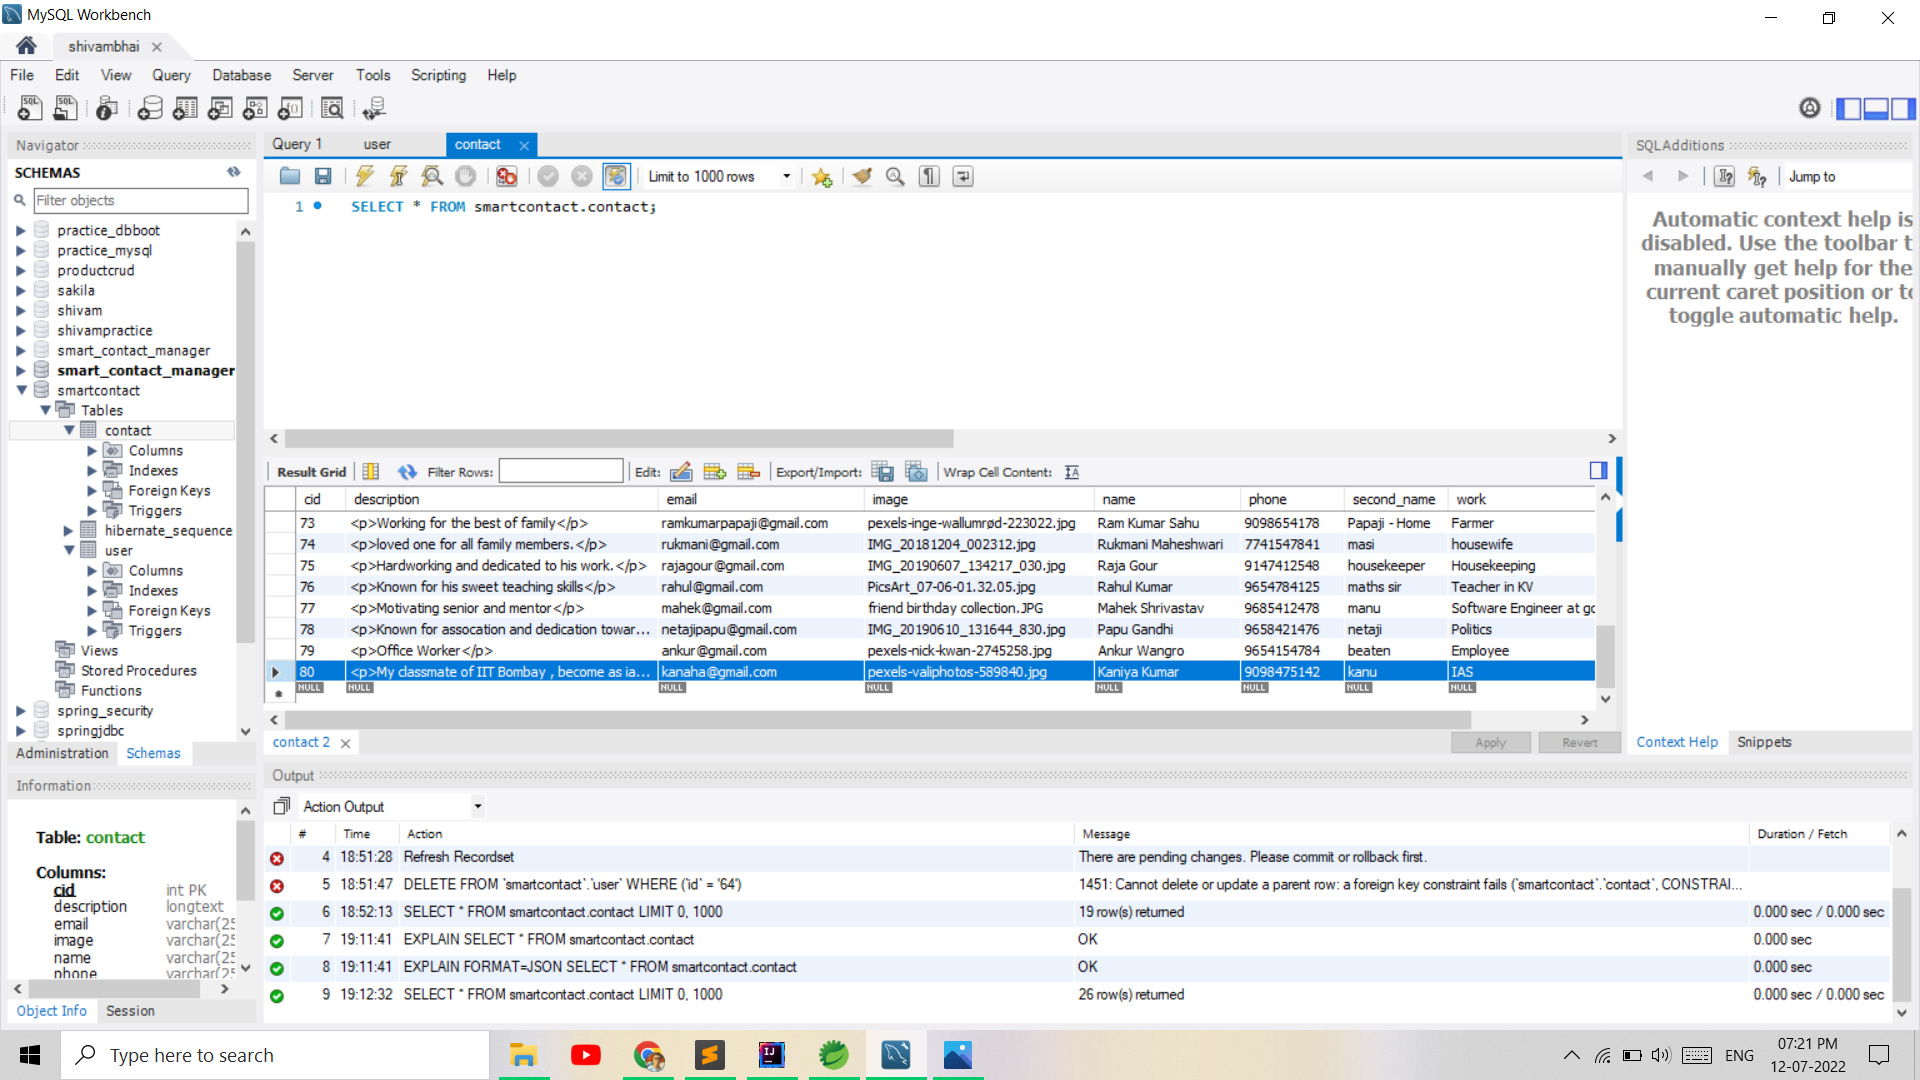 MySQL Workbench
shivambhai
File Edit View Query Database Server Tools Scripting Help
Navigator
SCHEMAS
Filter objects
practice_dbboot
practice_mysql
productcrud
sakila
shivam
shivampractice
smart_contact_manager
smart_contact_manager
smartcontact
Tables
contact
Columns
Indexes
Foreign Keys
Triggers
hibernate_sequence
user
Columns
Indexes
Foreign Keys
Triggers
Views
Stored Procedures
Functions
spring_security
springjdbc
Administration Schemas
Information
Table: contact
Columns:
cid int PK
description longtext
email varchar(25
image varchar(25
name varchar(25
phone varchar(25
Object Info Session
Query 1 user contact
Limit to 1000 rows
1 SELECT * FROM smartcontact.contact;
Result Grid Filter Rows: Edit: Export/Import: Wrap Cell Content:
cid description email image name phone second_name work
73 <p>Working for the best of family</p> ramkumarpapaji@gmail.com pexels-inge-wallumrød-223022.jpg Ram Kumar Sahu 9098654178 Papaji - Home Farmer
74 <p>loved one for all family members.</p> rukmani@gmail.com IMG_20181204_002312.jpg Rukmani Maheshwari 7741547841 masi housewife
75 <p>Hardworking and dedicated to his work.</p> rajagour@gmail.com IMG_20190607_134217_030.jpg Raja Gour 9147412548 housekeeper Housekeeping
76 <p>Known for his sweet teaching skills</p> rahul@gmail.com PicsArt_07-06-01.32.05.jpg Rahul Kumar 9654784125 maths sir Teacher in KV
77 <p>Motivating senior and mentor</p> mahek@gmail.com friend birthday collection.JPG Mahek Shrivastav 9685412478 manu Software Engineer at go
78 <p>Known for assocation and dedication towar... netajipapu@gmail.com IMG_20190610_131644_830.jpg Papu Gandhi 9658421476 netaji Politics
79 <p>Office Worker</p> ankur@gmail.com pexels-nick-kwan-2745258.jpg Ankur Wangro 9654154784 beaten Employee
80 <p>My classmate of IIT Bombay , become as ia... kanaha@gmail.com pexels-valiphotos-589840.jpg Kaniya Kumar 9098475142 kanu IAS
NULL NULL NULL NULL NULL NULL NULL NULL
contact 2 Apply Revert
SQLAdditions
Jump to
Automatic context help is
disabled. Use the toolbar t
manually get help for the
current caret position or to
toggle automatic help.
Context Help Snippets
Output
Action Output
# Time Action Message Duration / Fetch
4 18:51:28 Refresh Recordset There are pending changes. Please commit or rollback first.
5 18:51:47 DELETE FROM `smartcontact`.`user` WHERE (`id` = '64') 1451: Cannot delete or update a parent row: a foreign key constraint fails (`smartcontact`.`contact`, CONSTRAI...
6 18:52:13 SELECT * FROM smartcontact.contact LIMIT 0, 1000 19 row(s) returned 0.000 sec / 0.000 sec
7 19:11:41 EXPLAIN SELECT * FROM smartcontact.contact OK 0.000 sec
8 19:11:41 EXPLAIN FORMAT=JSON SELECT * FROM smartcontact.contact OK 0.000 sec
9 19:12:32 SELECT * FROM smartcontact.contact LIMIT 0, 1000 26 row(s) returned 0.000 sec / 0.000 sec
Type here to search
ENG
07:21 PM
12-07-2022